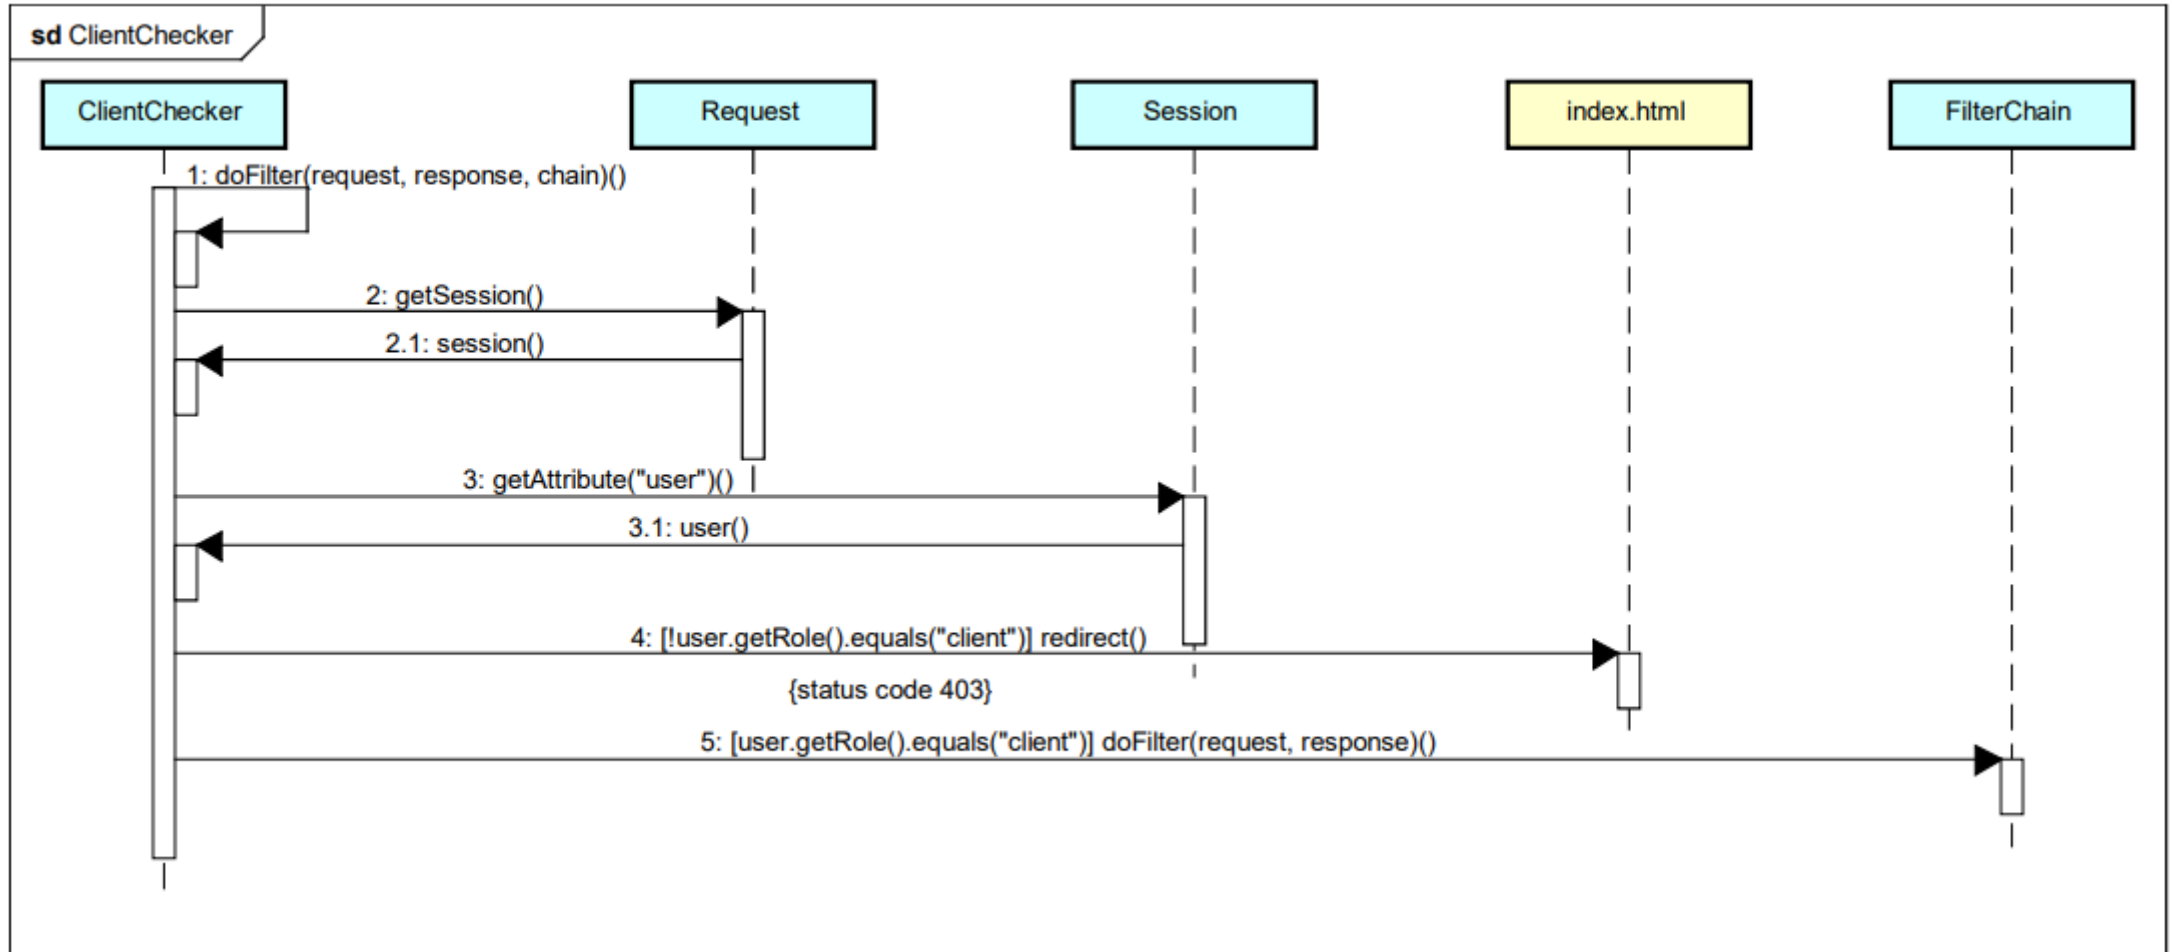 sd ClientChecker
ClientChecker
Request
Session
index.html
FilterChain
1: doFilter(request, response, chain)()
2: getSession()
2.1: session()
3: getAttribute("user")()
3.1: user()
4: [!user.getRole().equals("client")] redirect()
{status code 403}
5: [user.getRole().equals("client")] doFilter(request, response)()